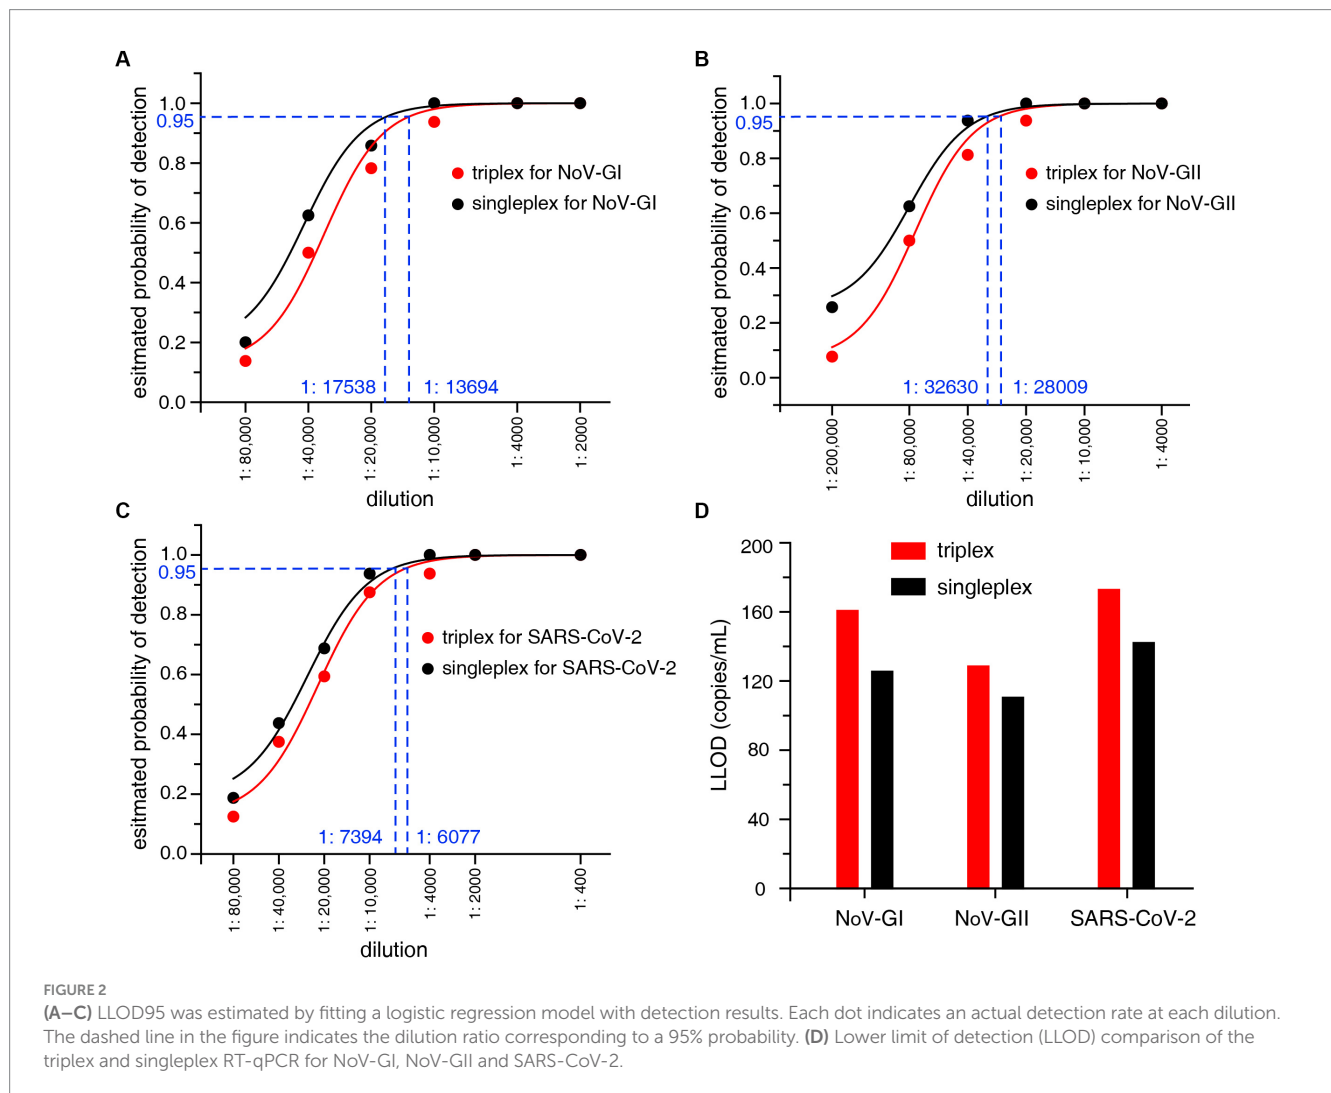 A
esitmated probability of detection
1.0
0.95
0.8
0.6
0.4
0.2
0.0
triplex for NoV-GI
singleplex for NoV-GI
1: 17538
1: 13694
1: 80,000
1: 40,000
1: 20,000
1: 10,000
1: 4000
1: 2000
dilution
B
esitmated probability of detection
1.0
0.95
0.8
0.6
0.4
0.2
0.0
triplex for NoV-GII
singleplex for NoV-GII
1: 32630
1: 28009
1: 200,000
1: 80,000
1: 40,000
1: 20,000
1: 10,000
1: 4000
dilution
C
esitmated probability of detection
1.0
0.95
0.8
0.6
0.4
0.2
0.0
triplex for SARS-CoV-2
singleplex for SARS-CoV-2
1: 7394
1: 6077
1: 80,000
1: 40,000
1: 20,000
1: 10,000
1: 4000
1: 2000
1: 400
dilution
D
LLOD (copies/mL)
200
160
120
80
40
0
triplex
singleplex
NoV-GI
NoV-GII
SARS-CoV-2
FIGURE 2
(A–C) LLOD95 was estimated by fitting a logistic regression model with detection results. Each dot indicates an actual detection rate at each dilution.
The dashed line in the figure indicates the dilution ratio corresponding to a 95% probability. (D) Lower limit of detection (LLOD) comparison of the
triplex and singleplex RT-qPCR for NoV-GI, NoV-GII and SARS-CoV-2.